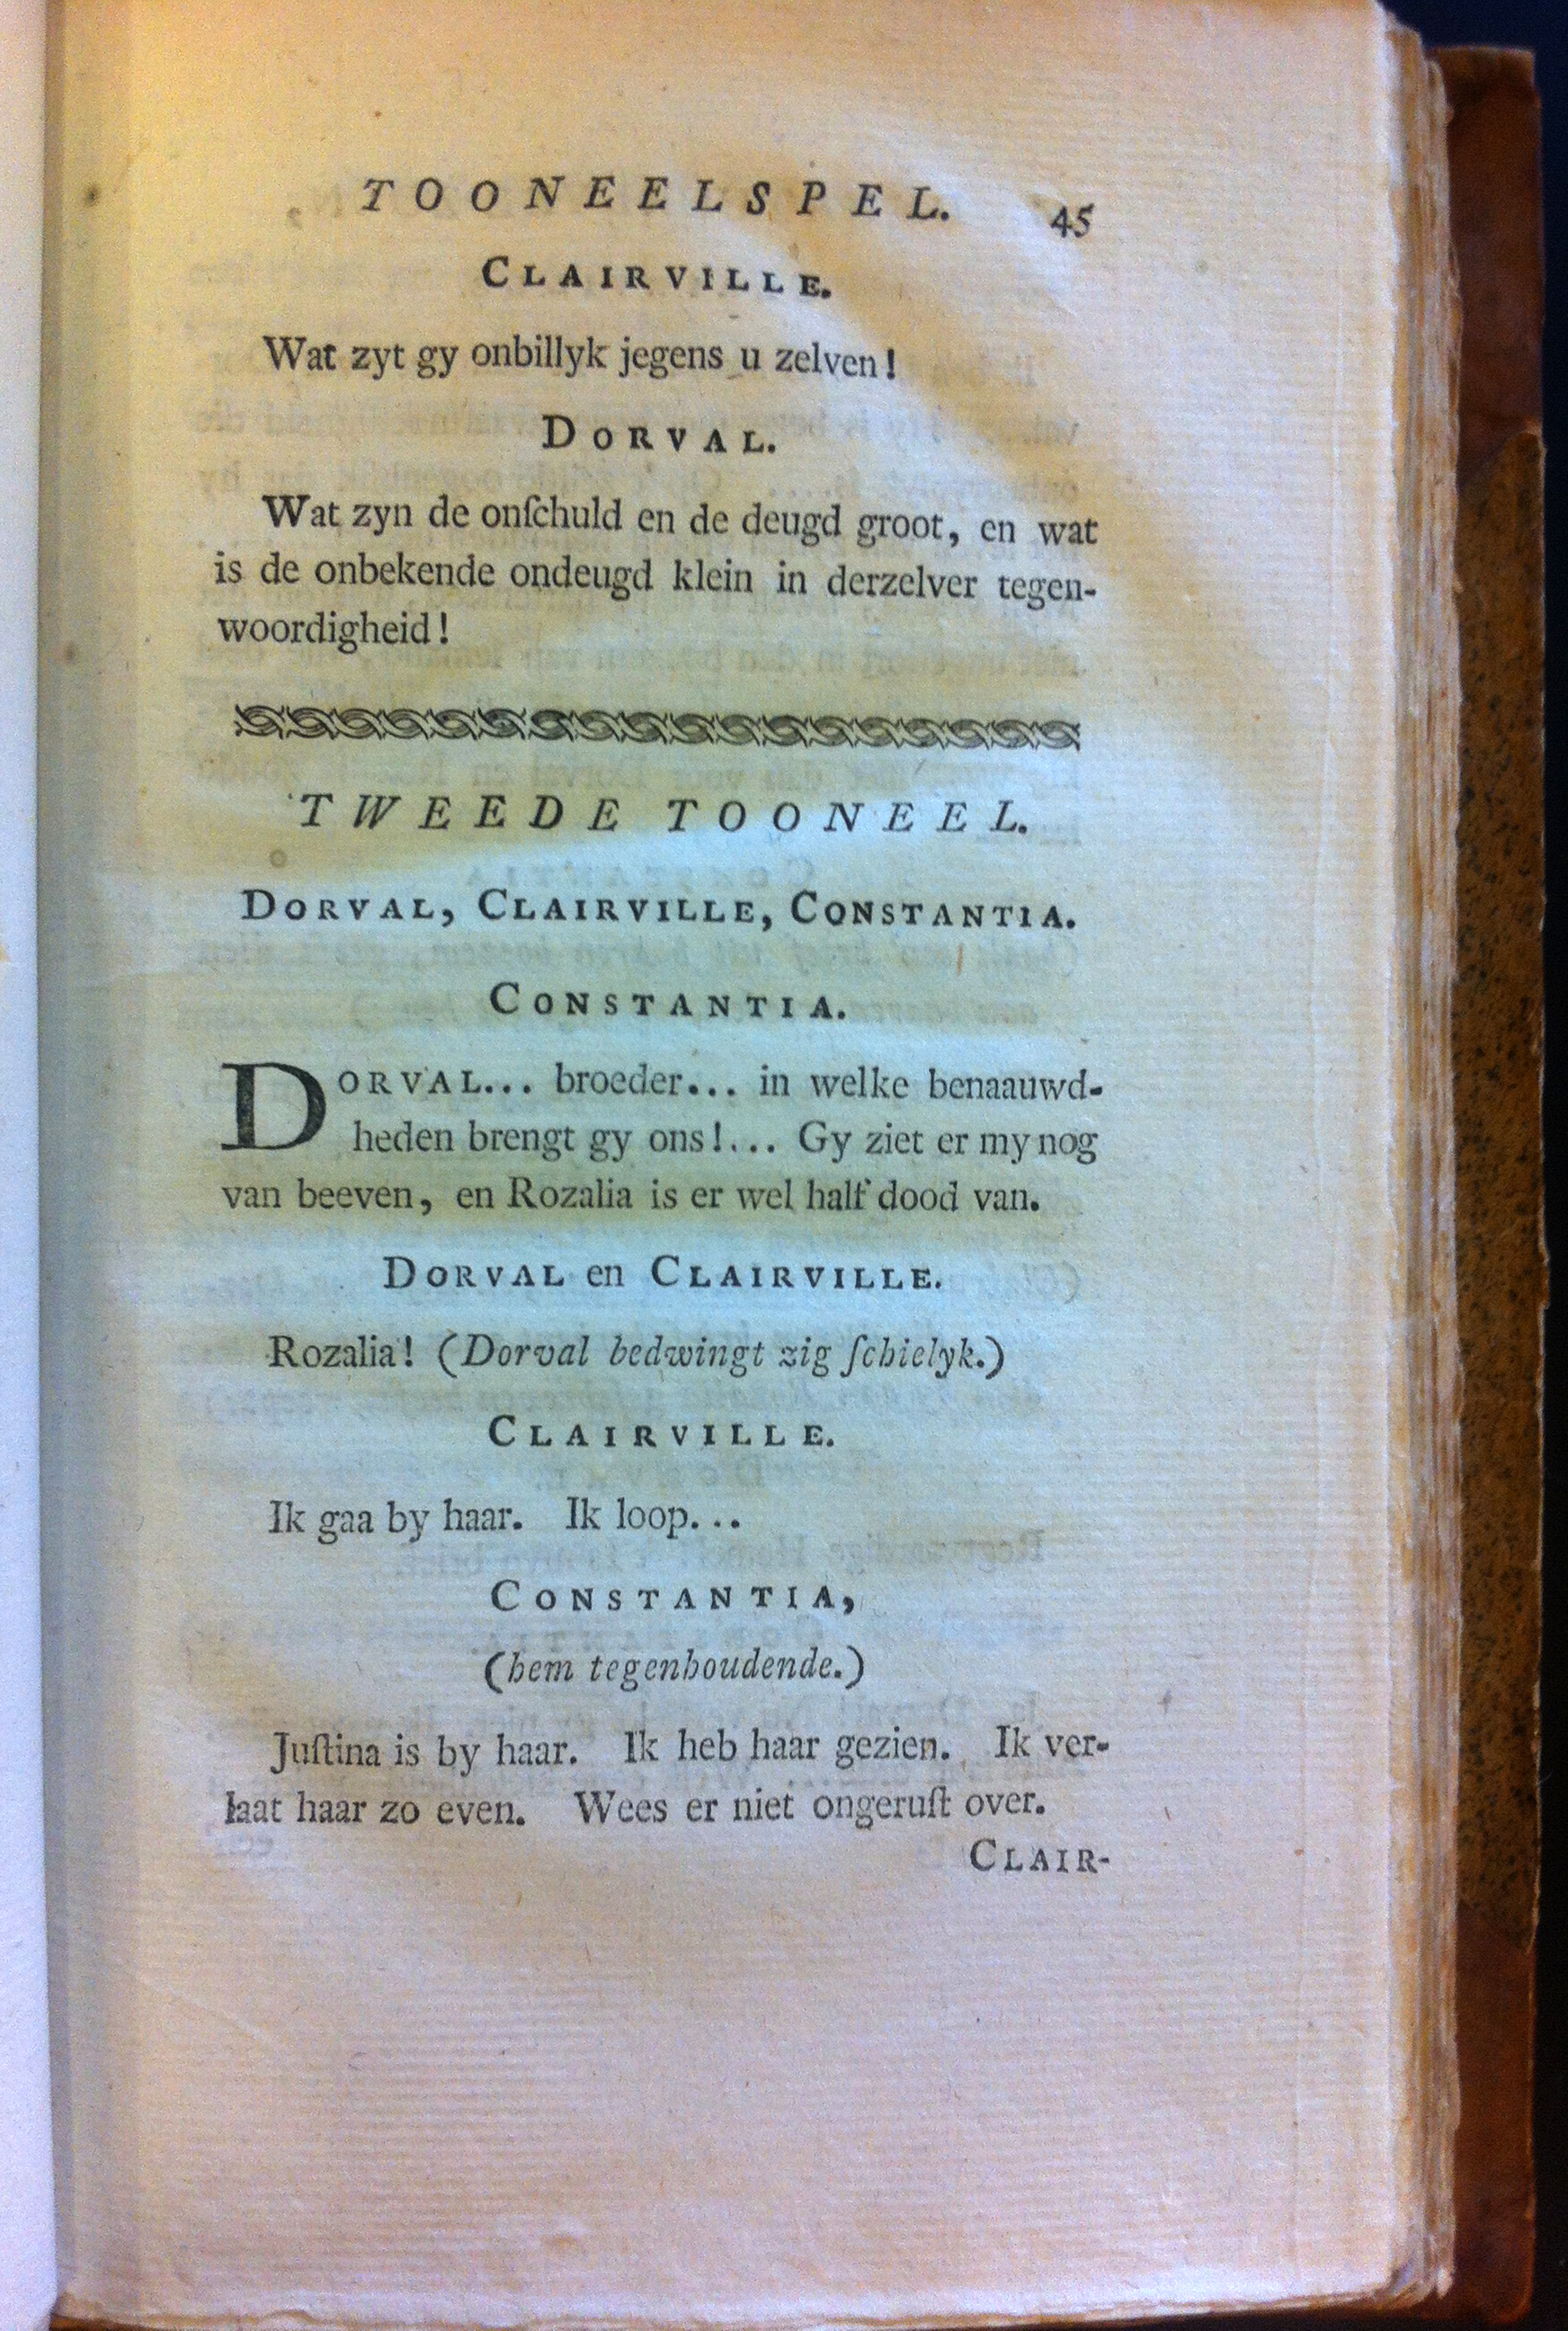 TOONEELSPEL. 45
CLAIRVILLE.
Wat zyt gy onbillyk jegens u zelven!
DORVAL.
Wat zyn de onſchuld en de deugd groot, en wat
is de onbekende ondeugd klein in derzelver tegen-
woordigheid!
TWEEDE TOONEEL.
DORVAL, CLAIRVILLE, CONSTANTIA.
CONSTANTIA.
DORVAL... broeder... in welke benaauwd-
heden brengt gy ons!... Gy ziet er my nog
van beeven, en Rozalia is er wel half dood van.
DORVAL en CLAIRVILLE.
Rozalia! (Dorval bedwingt zig ſchielyk.)
CLAIRVILLE.
Ik gaa by haar. Ik loop...
CONSTANTIA,
(hem tegenhoudende.)
Juſtina is by haar. Ik heb haar gezien. Ik ver-
laat haar zo even. Wees er niet ongeruſt over.
CLAIR-